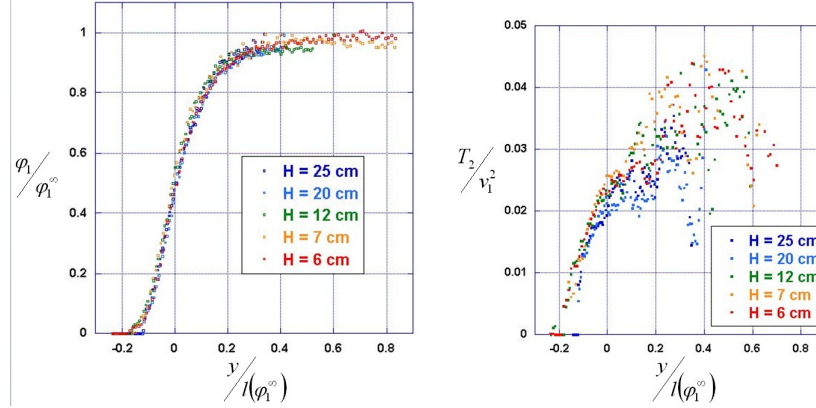 1
0.8
0.6
0.4
0.2
0
φ₁/φ₁^∞
-0.2 0 0.2 0.4 0.6 0.8
y/l(φ₁^∞)
H = 25 cm
H = 20 cm
H = 12 cm
H = 7 cm
H = 6 cm
0.05
0.04
0.03
0.02
0.01
0
T₂/v₁²
-0.2 0 0.2 0.4 0.6 0.8
y/l(φ₁^∞)
H = 25 cm
H = 20 cm
H = 12 cm
H = 7 cm
H = 6 cm